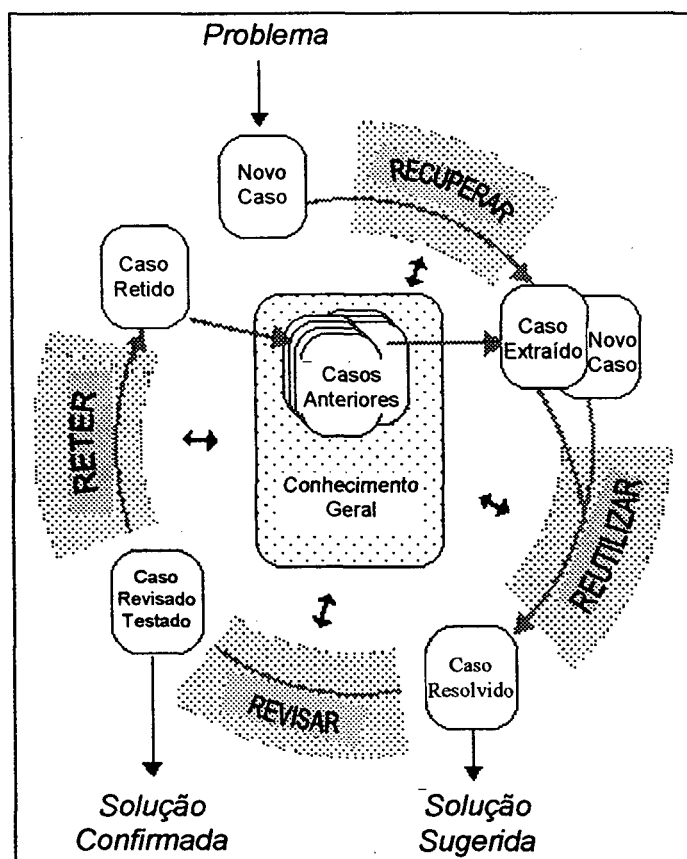 Problema
Novo
Caso
RECUPERAR
Caso
Retido
Caso
Extraído
Novo
Caso
Casos
Anteriores
Conhecimento
Geral
RETER
REUTILIZAR
Caso
Revisado
Testado
REVISAR
Caso
Resolvido
Solução
Confirmada
Solução
Sugerida